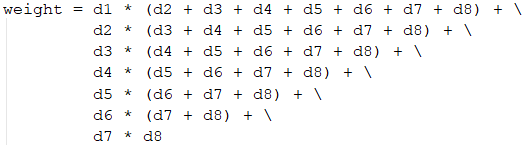 weight = d1 * (d2 + d3 + d4 + d5 + d6 + d7 + d8) + \
d2 * (d3 + d4 + d5 + d6 + d7 + d8) + \
d3 * (d4 + d5 + d6 + d7 + d8) + \
d4 * (d5 + d6 + d7 + d8) + \
d5 * (d6 + d7 + d8) + \
d6 * (d7 + d8) + \
d7 * d8